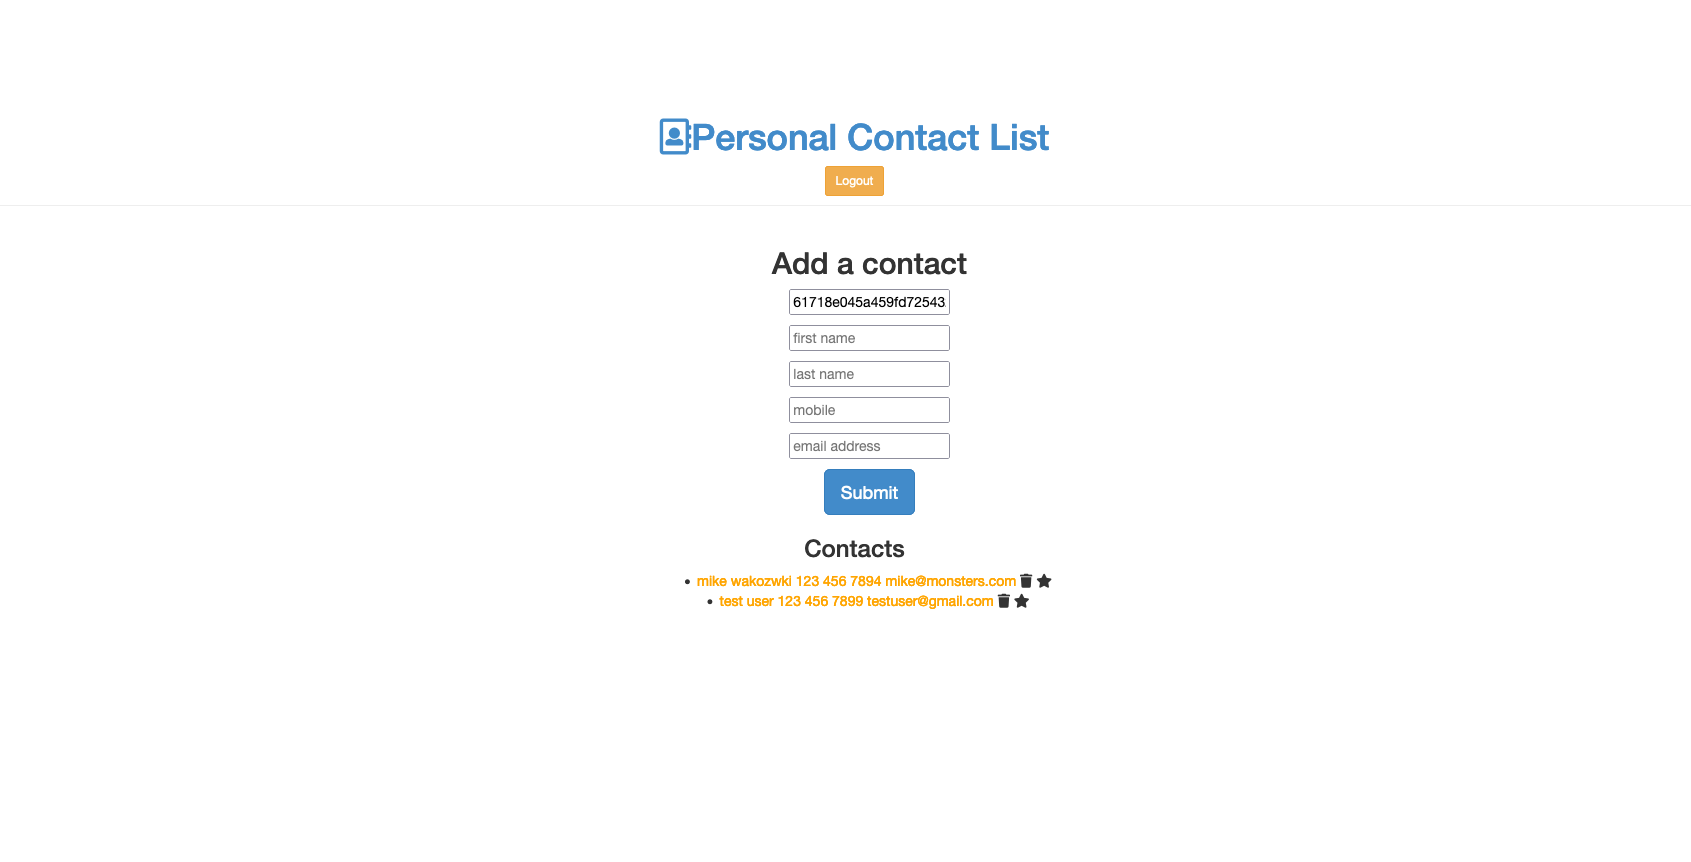 Personal Contact List
Logout
Add a contact
61718e045a459fd72543
first name
last name
mobile
email address
Submit
Contacts
mike wakozwki 123 456 7894 mike@monsters.com
test user 123 456 7899 testuser@gmail.com